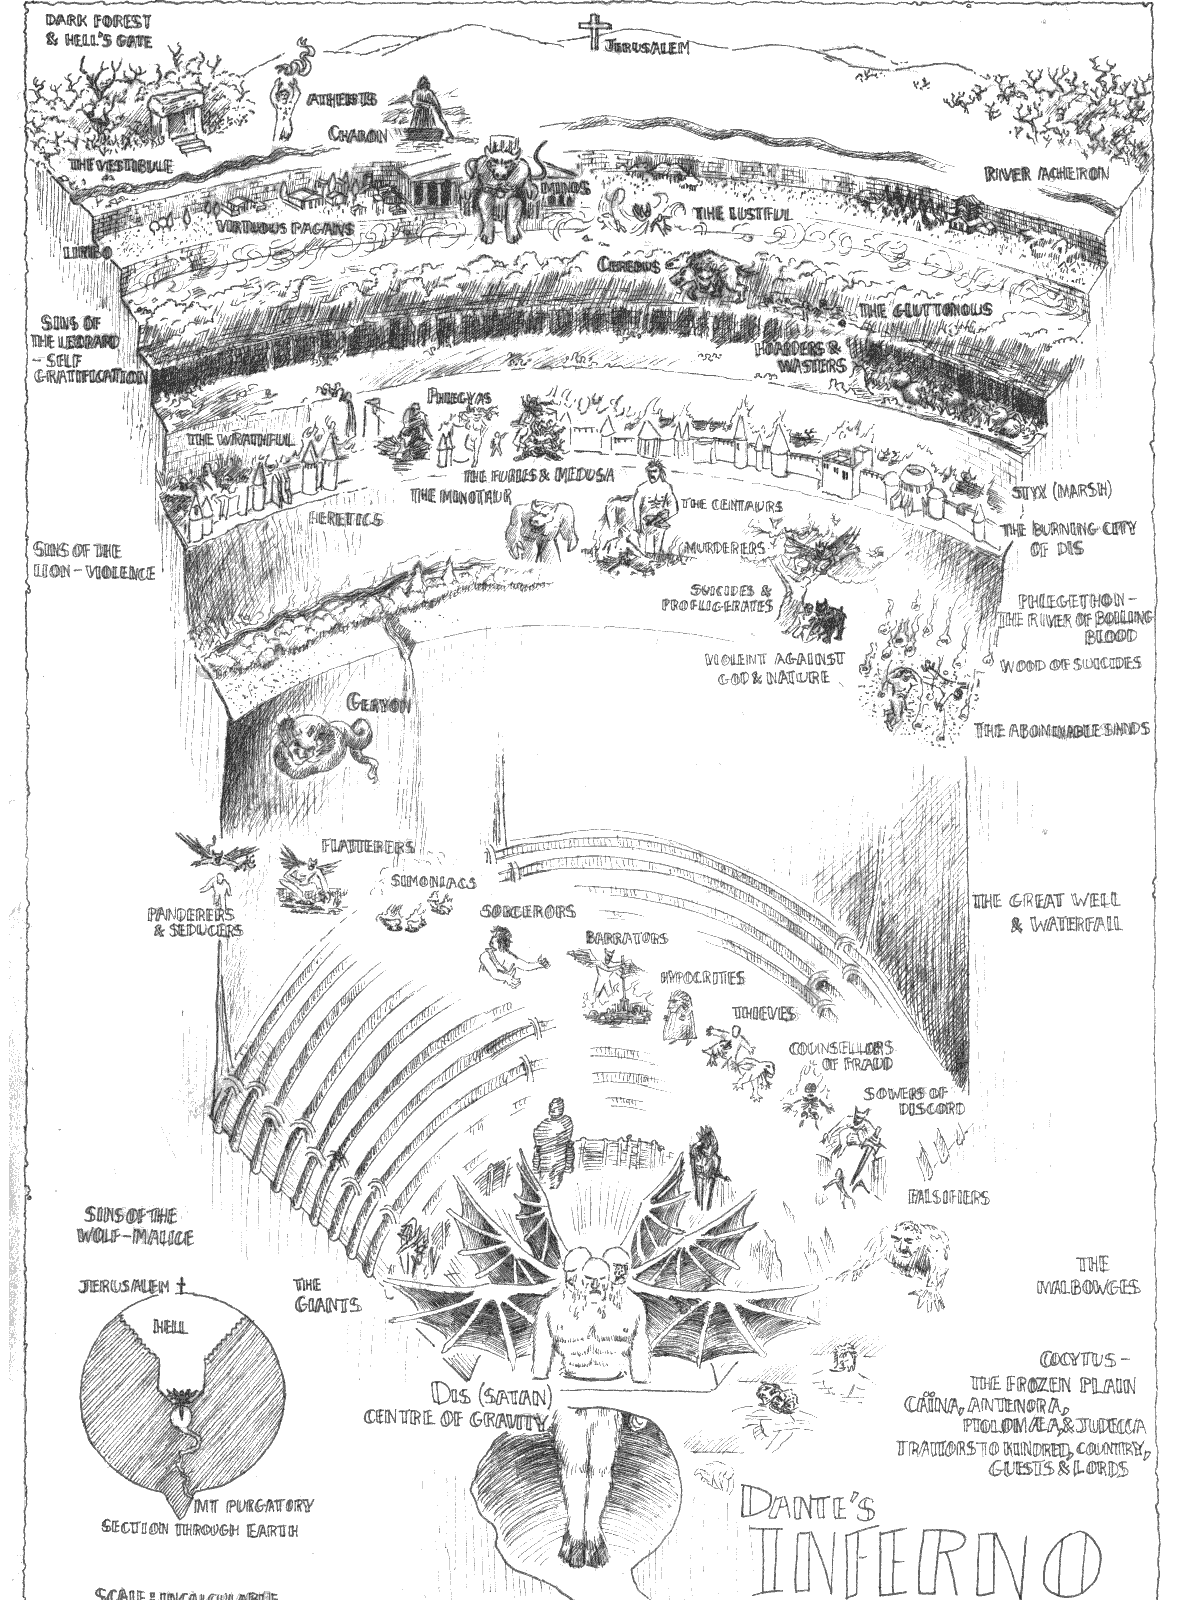 DARK FOREST
& HELL'S GATE
JERUSALEM
ATHEISTS
CHARON
THE VESTIBULE
RIVER ACHERON
MINOS
THE LUSTFUL
VIRTUOUS PAGANS
LIMBO
CEREBUS
THE GLUTTONOUS
SINS OF
THE LEOPARD
- SELF
GRATIFICATION
HOARDERS &
WASTERS
PHLEGYAS
THE WRATHFUL
THE FURIES & MEDUSA
THE MINOTAUR
STYX (MARSH)
THE CENTAURS
HERETICS
THE BURNING CITY
OF DIS
SINS OF THE
LION - VIOLENCE
MURDERERS
SUICIDES &
PROFLIGERATES
PHLEGETHON -
THE RIVER OF BOILING
BLOOD
VIOLENT AGAINST
GOD & NATURE
WOOD OF SUICIDES
GERYON
THE ABOMINABLE SANDS
FLATTERERS
SIMONIACS
PANDERERS
& SEDUCERS
SORCERORS
THE GREAT WELL
& WATERFALL
BARRATORS
HYPOCRITIES
THIEVES
COUNSELLORS
OF FRAUD
SOWERS OF
DISCORD
FALSIFIERS
SINS OF THE
WOLF - MALICE
THE
MALBOWGES
JERUSALEM
HELL
THE
GIANTS
DIS (SATAN)
CENTRE OF GRAVITY
COCYTUS -
THE FROZEN PLAIN
CAÏNA, ANTENORA,
PTOLOMÆA, & JUDECCA
TRAITORS TO KINDRED, COUNTRY,
GUESTS & LORDS
MT PURGATORY
SECTION THROUGH EARTH
DANTE'S
INFERNO
SCALE: INCALCULABLE